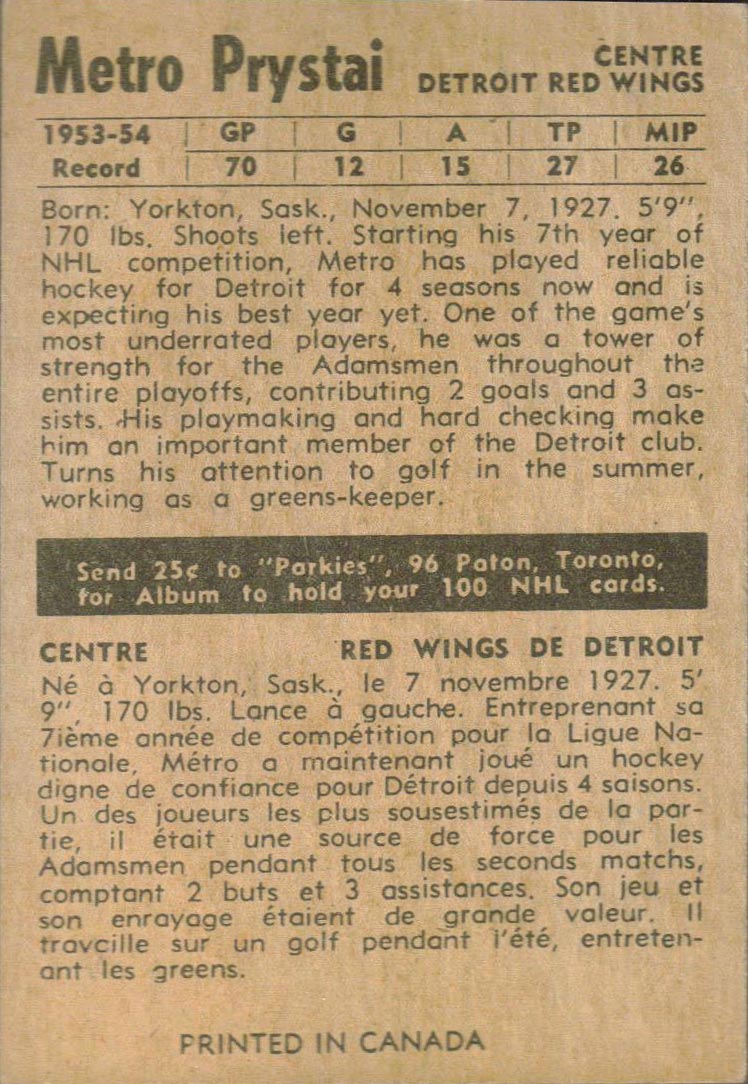 Metro Prystai
CENTRE
DETROIT RED WINGS
1953-54 | GP | G | A | TP | MIP
Record | 70 | 12 | 15 | 27 | 26
Born: Yorkton, Sask., November 7, 1927. 5'9",
170 lbs. Shoots left. Starting his 7th year of
NHL competition, Metro has played reliable
hockey for Detroit for 4 seasons now and is
expecting his best year yet. One of the game's
most underrated players, he was a tower of
strength for the Adamsmen throughout the
entire playoffs, contributing 2 goals and 3 as-
sists. His playmaking and hard checking make
him an important member of the Detroit club.
Turns his attention to golf in the summer,
working as a greens-keeper.
Send 25¢ to "Parkies", 96 Paton, Toronto,
for Album to hold your 100 NHL cards.
CENTRE RED WINGS DE DETROIT
Né à Yorkton, Sask., le 7 novembre 1927. 5'
9", 170 lbs. Lance à gauche. Entreprenant sa
7ième année de compétition pour la Ligue Na-
tionale, Métro a maintenant joué un hockey
digne de confiance pour Détroit depuis 4 saisons.
Un des joueurs les plus sousestimés de la par-
tie, il était une source de force pour les
Adamsmen pendant tous les seconds matchs,
comptant 2 buts et 3 assistances. Son jeu et
son enrayage étaient de grande valeur. Il
travaille sur un golf pendant l'été, entreten-
ant les greens.
PRINTED IN CANADA